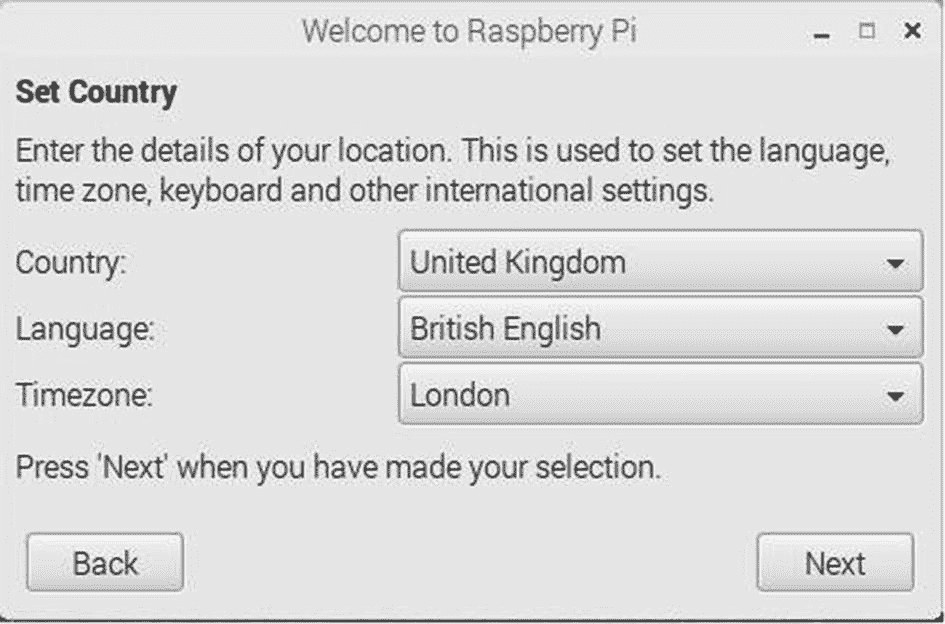 Welcome to Raspberry Pi
Set Country
Enter the details of your location. This is used to set the language,
time zone, keyboard and other international settings.
Country: United Kingdom
Language: British English
Timezone: London
Press 'Next' when you have made your selection.
Back Next